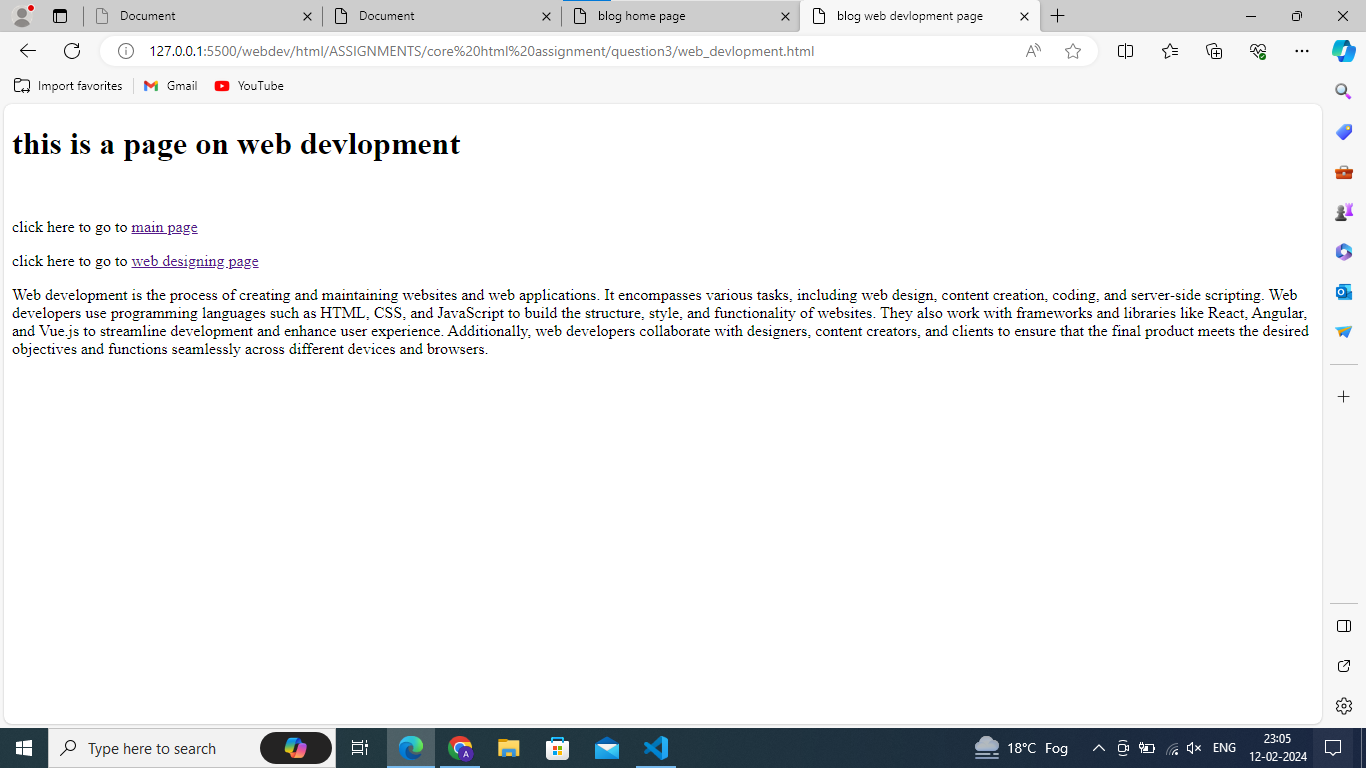 Document
Document
blog home page
blog web devlopment page
127.0.0.1:5500/webdev/html/ASSIGNMENTS/core%20html%20assignment/question3/web_devlopment.html
Import favorites
Gmail
YouTube
this is a page on web devlopment
click here to go to main page
click here to go to web designing page
Web development is the process of creating and maintaining websites and web applications. It encompasses various tasks, including web design, content creation, coding, and server-side scripting. Web
developers use programming languages such as HTML, CSS, and JavaScript to build the structure, style, and functionality of websites. They also work with frameworks and libraries like React, Angular,
and Vue.js to streamline development and enhance user experience. Additionally, web developers collaborate with designers, content creators, and clients to ensure that the final product meets the desired
objectives and functions seamlessly across different devices and browsers.
Type here to search
A
18°C Fog
ENG
23:05
12-02-2024